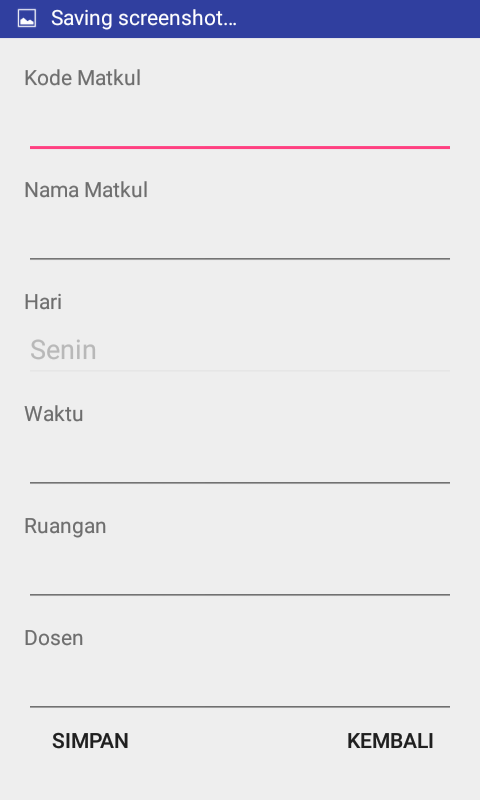 Saving screenshot...
Kode Matkul
Nama Matkul
Hari
Senin
Waktu
Ruangan
Dosen
SIMPAN KEMBALI